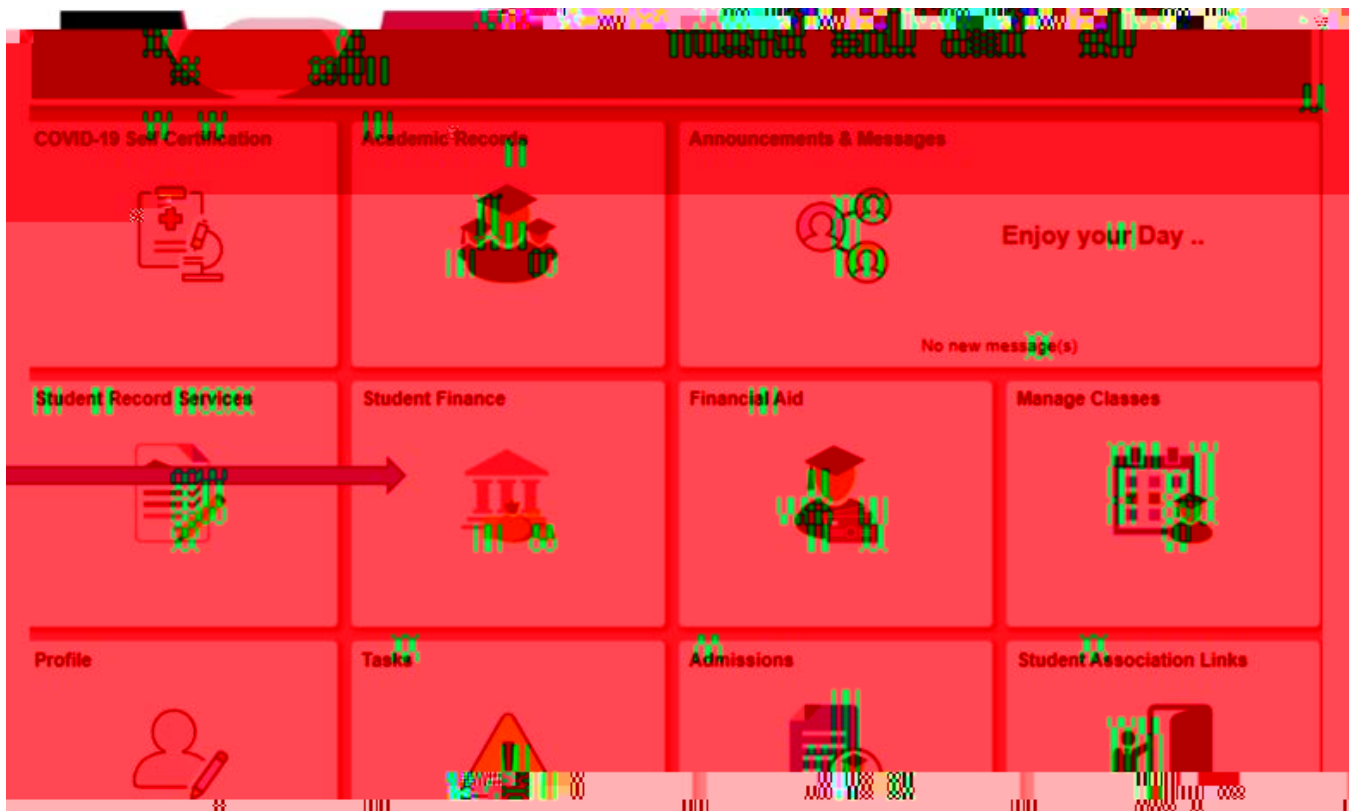 COVID-19 Self Certification
Academic Records
Announcements & Messages
Enjoy your Day ..
No new message(s)
Student Record Services
Student Finance
Financial Aid
Manage Classes
Profile
Tasks
Admissions
Student Association Links